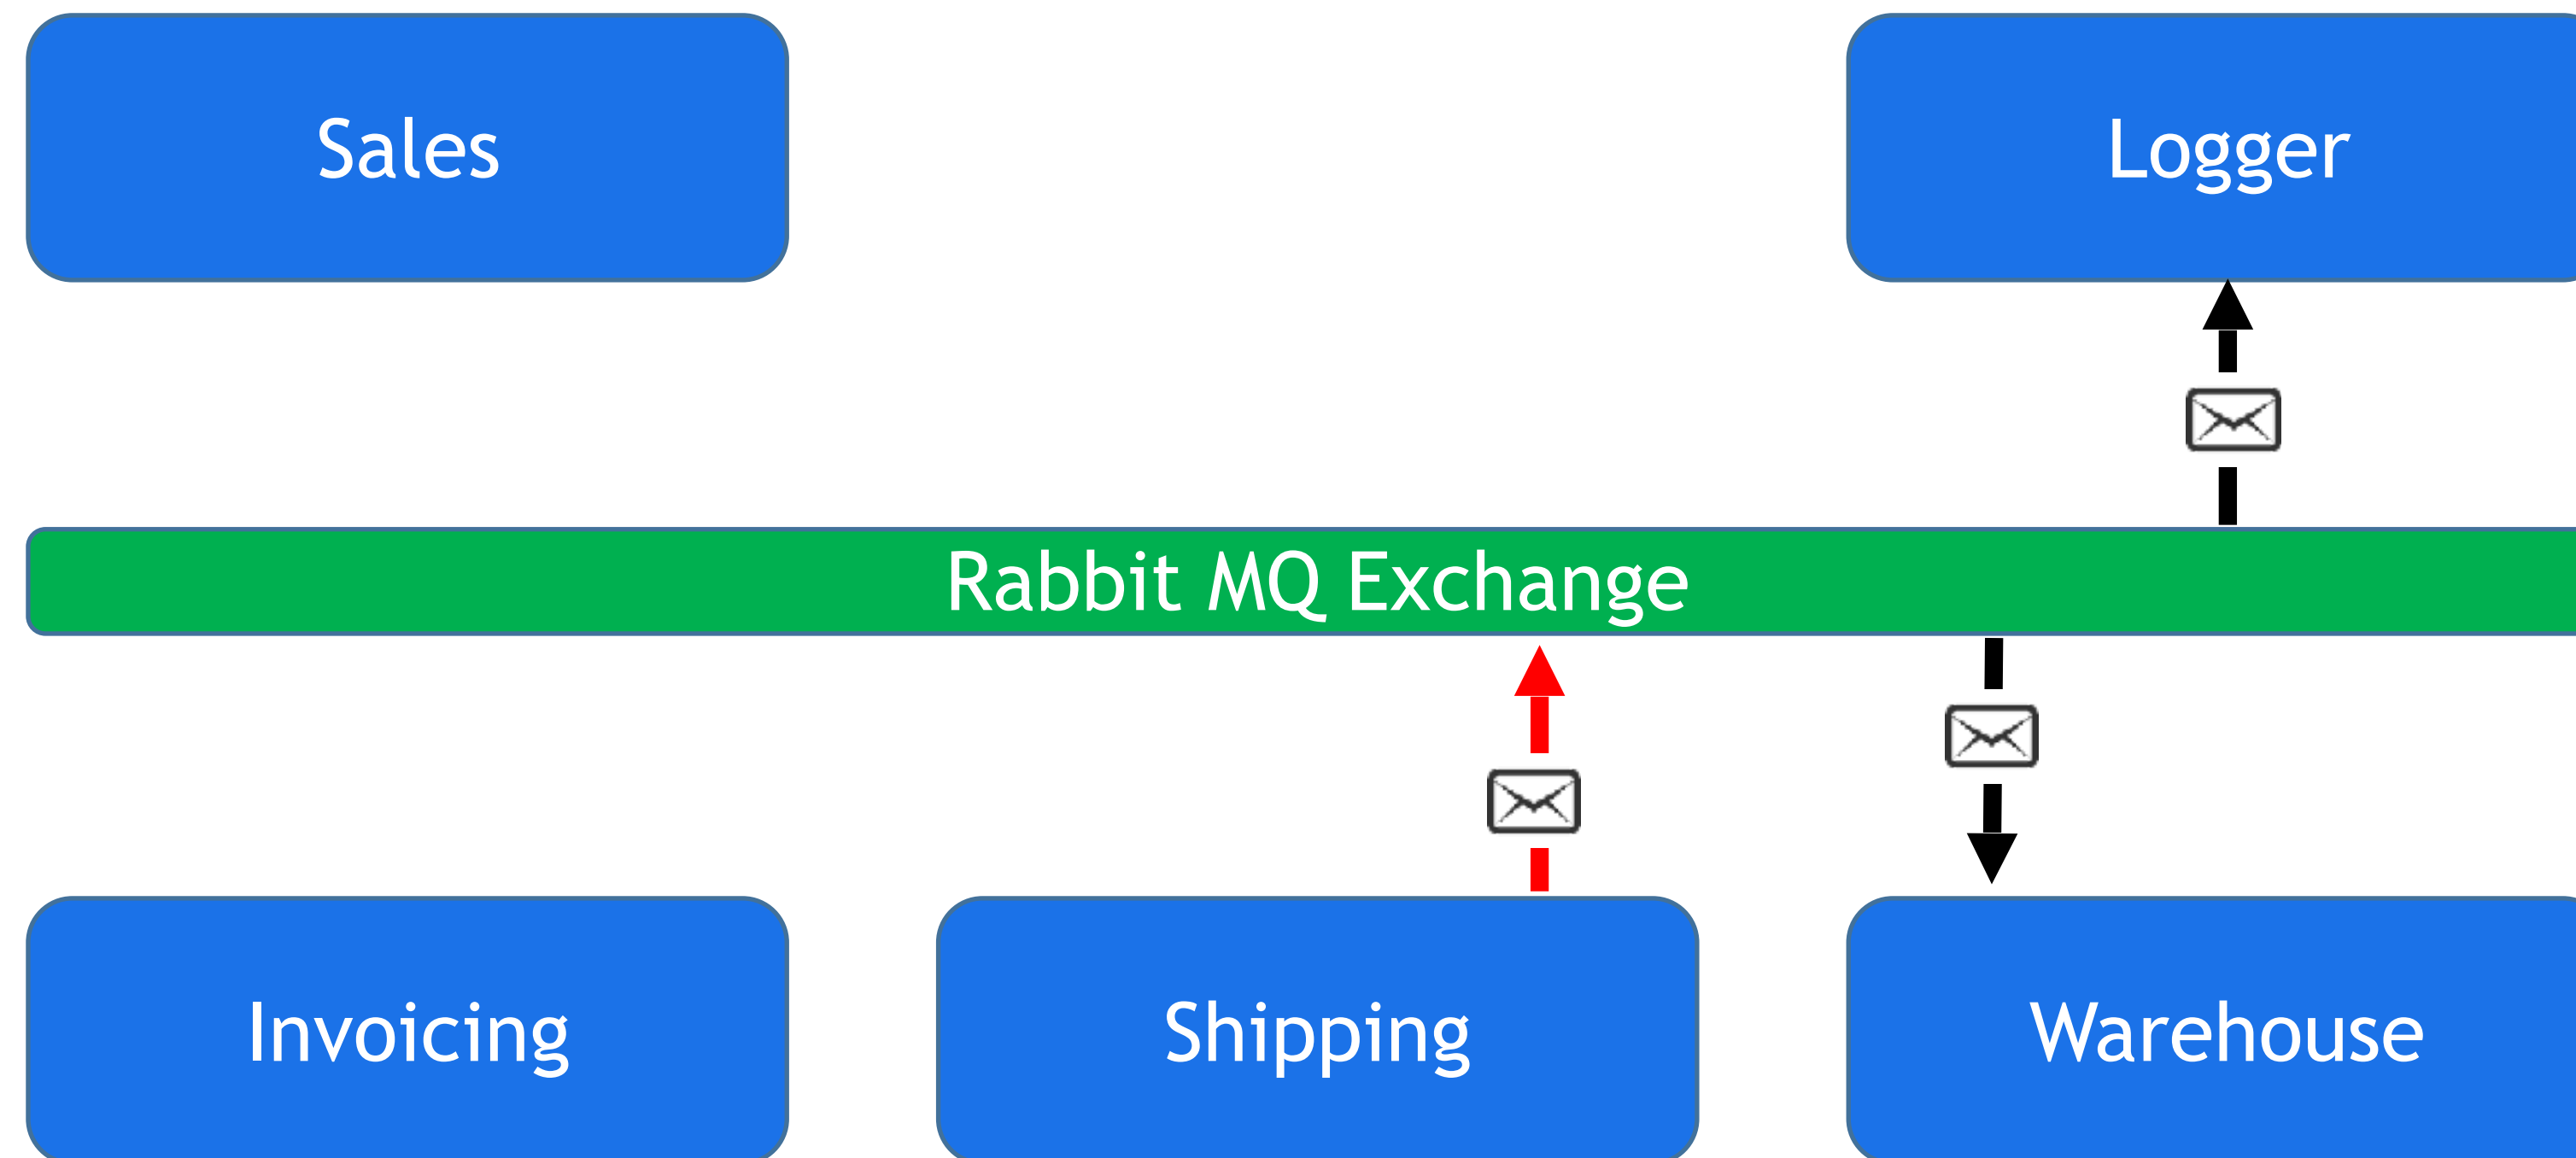 Sales
Logger
Rabbit MQ Exchange
Invoicing
Shipping
Warehouse